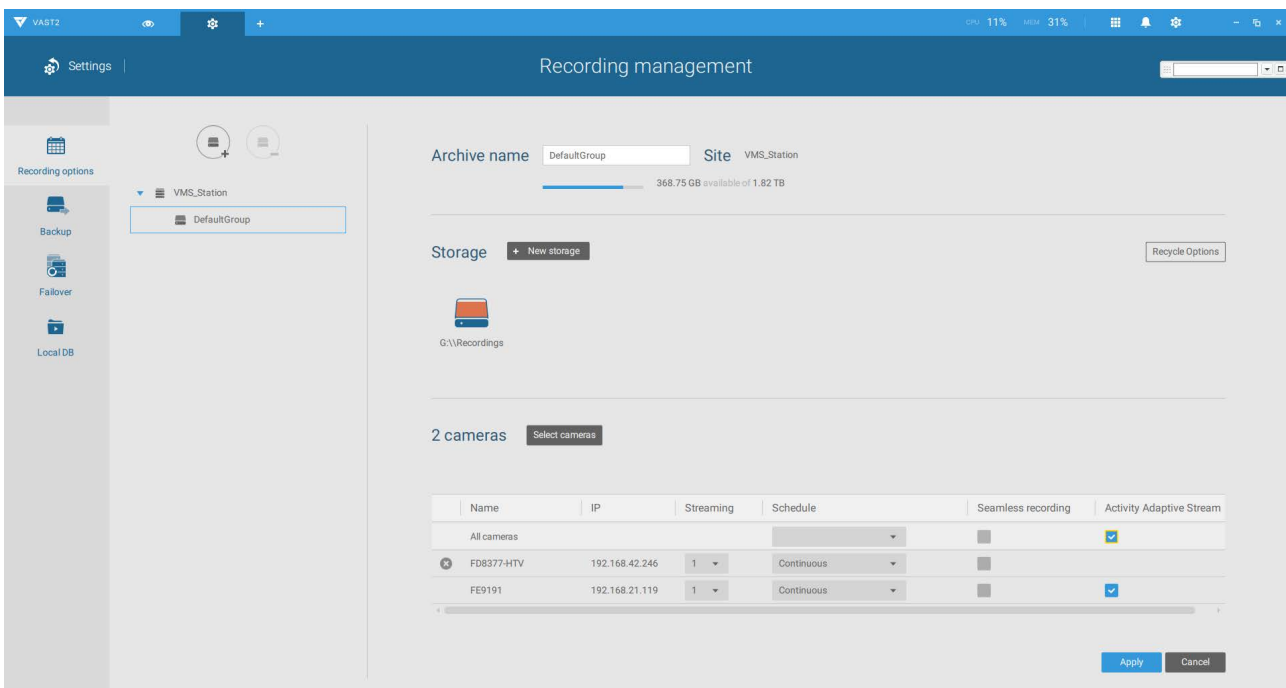 VAST2
CPU 11% MEM 31%
Settings
Recording management
Recording options
Backup
Failover
Local DB
VMS_Station
DefaultGroup
Archive name DefaultGroup Site VMS_Station
368.75 GB available of 1.82 TB
Storage + New storage Recycle Options
G:\\Recordings
2 cameras Select cameras
Name IP Streaming Schedule Seamless recording Activity Adaptive Stream
All cameras
FD8377-HTV 192.168.42.246 1 Continuous
FE9191 192.168.21.119 1 Continuous
Apply Cancel